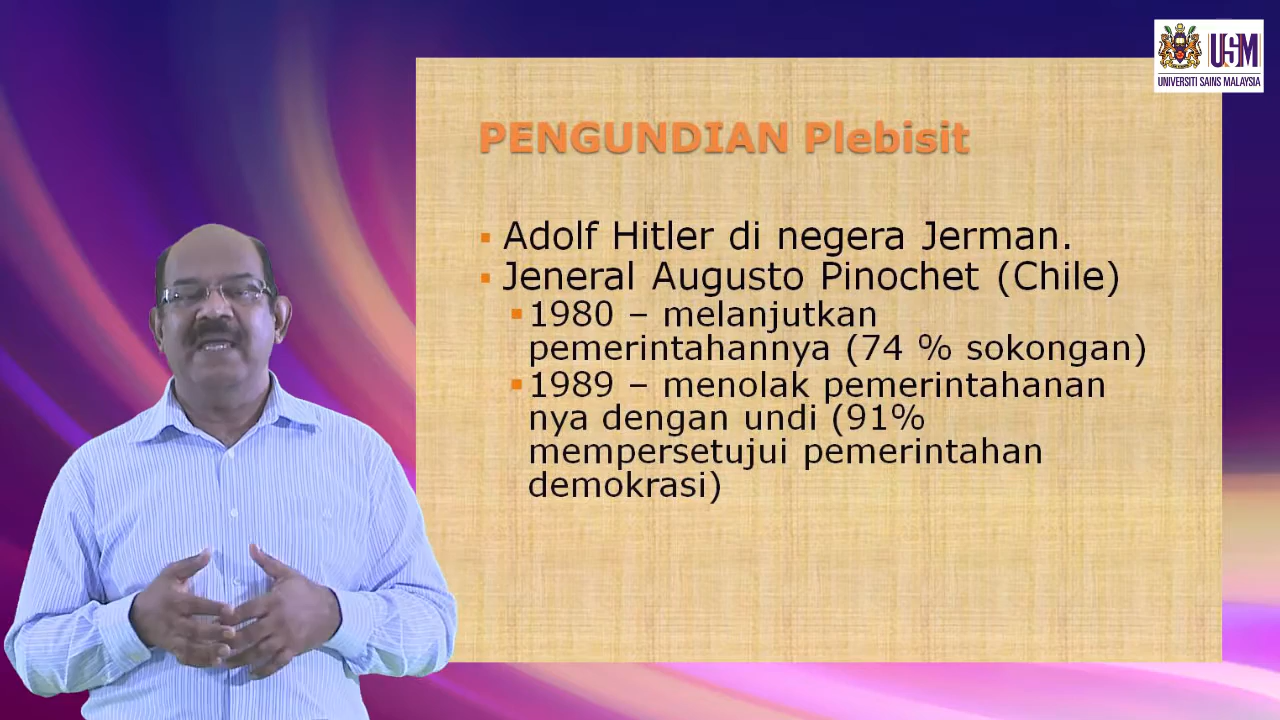 USM
UNIVERSITI SAINS MALAYSIA
PENGUNDIAN Plebisit
Adolf Hitler di negera Jerman.
Jeneral Augusto Pinochet (Chile)
1980 – melanjutkan
pemerintahannya (74 % sokongan)
1989 – menolak pemerintahanan
nya dengan undi (91%
mempersetujui pemerintahan
demokrasi)